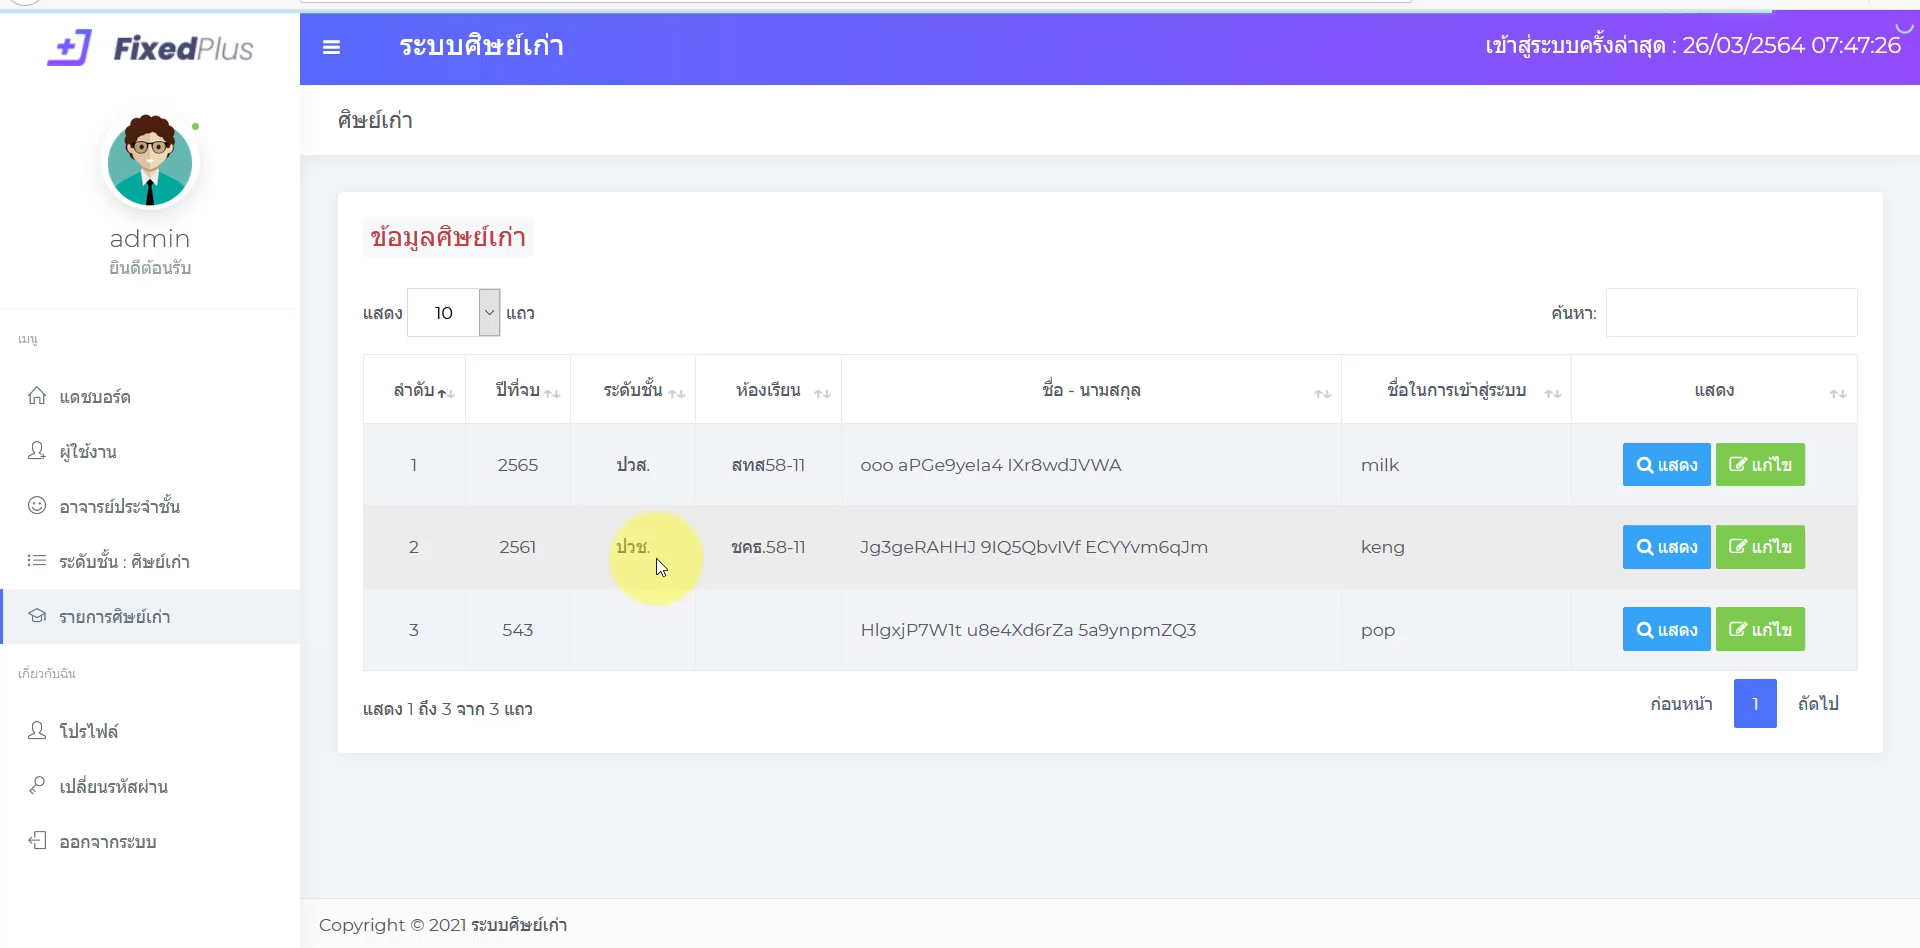 FixedPlus
ระบบศิษย์เก่า
เข้าสู่ระบบครั้งล่าสุด : 26/03/2564 07:47:26
admin
ยินดีต้อนรับ
เมนู
แดชบอร์ด
ผู้ใช้งาน
อาจารย์ประจำชั้น
ระดับชั้น : ศิษย์เก่า
รายการศิษย์เก่า
เกี่ยวกับฉัน
โปรไฟล์
เปลี่ยนรหัสผ่าน
ออกจากระบบ
ศิษย์เก่า
ข้อมูลศิษย์เก่า
แสดง 10 แถว
ค้นหา:
ลำดับ ปีที่จบ ระดับชั้น ห้องเรียน ชื่อ - นามสกุล ชื่อในการเข้าสู่ระบบ แสดง
1 2565 ปวส. สทส58-11 ooo aPGe9yeIa4 IXr8wdJVWA milk แสดง แก้ไข
2 2561 ปวช. ชคธ.58-11 Jg3geRAHHJ 9IQ5QbvIVf ECYYvm6qJm keng แสดง แก้ไข
3 543 HlgxjP7W1t u8e4Xd6rZa 5a9ynpmZQ3 pop แสดง แก้ไข
แสดง 1 ถึง 3 จาก 3 แถว
ก่อนหน้า 1 ถัดไป
Copyright © 2021 ระบบศิษย์เก่า